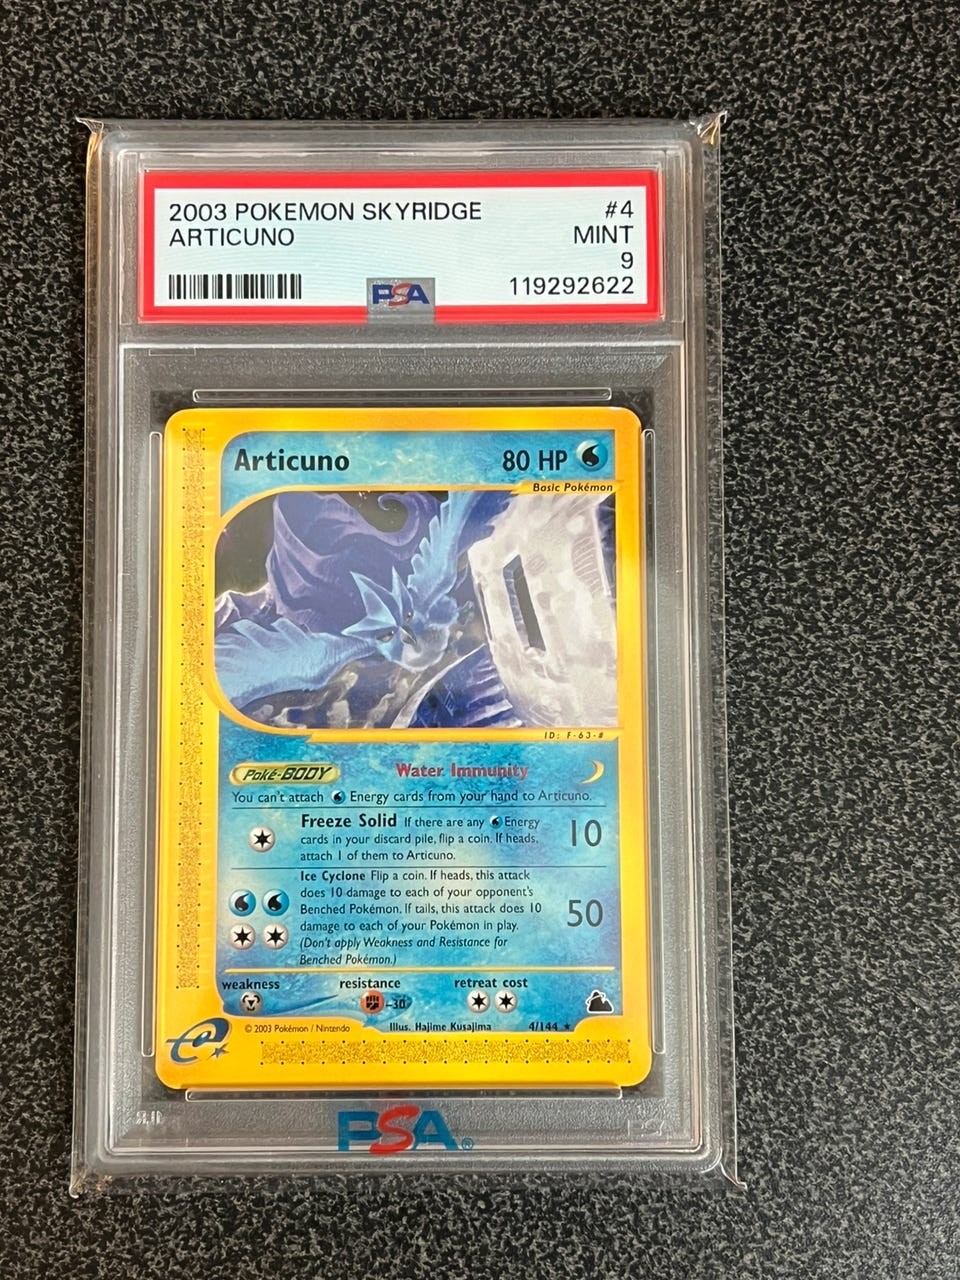 2003 POKEMON SKYRIDGE #4
ARTICUNO MINT
9
119292622
PSA
Articuno 80 HP
Basic Pokémon
ID: F-63-#
Poké-BODY Water Immunity
You can't attach Energy cards from your hand to Articuno.
Freeze Solid If there are any Energy
cards in your discard pile, flip a coin. If heads,
attach 1 of them to Articuno.
10
Ice Cyclone Flip a coin. If heads, this attack
does 10 damage to each of your opponent's
Benched Pokémon. If tails, this attack does 10
damage to each of your Pokémon in play.
(Don't apply Weakness and Resistance for
Benched Pokémon.)
50
weakness resistance retreat cost
-30
Illus. Hajime Kusajima 4/144 ★
e
© 2003 Pokémon / Nintendo
PSA®